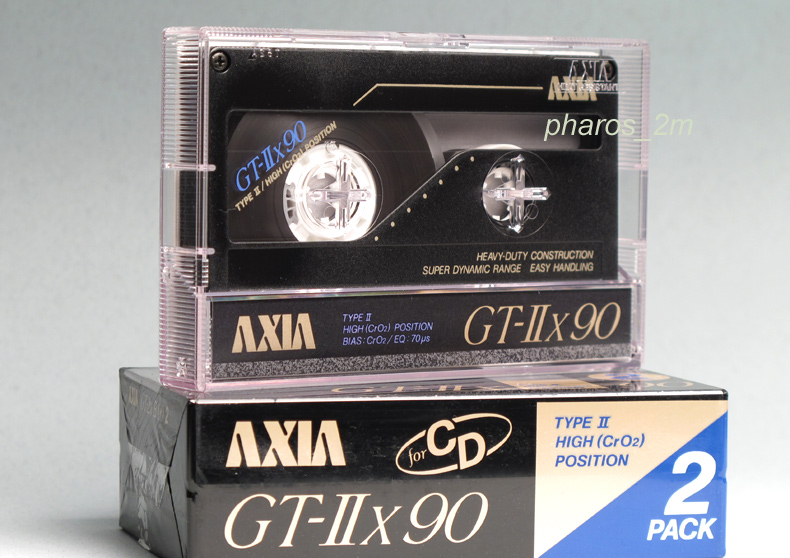 AXIA
pharos_2m
GT-IIx90
TYPE II / HIGH (CrO2) POSITION
HEAVY-DUTY CONSTRUCTION
SUPER DYNAMIC RANGE EASY HANDLING
AXIA
TYPE II
HIGH (CrO2) POSITION
BIAS : CrO2 / EQ : 70µs
GT-IIx90
AXIA
for CD
TYPE II
HIGH (CrO2)
POSITION
GT-IIx90
2
PACK